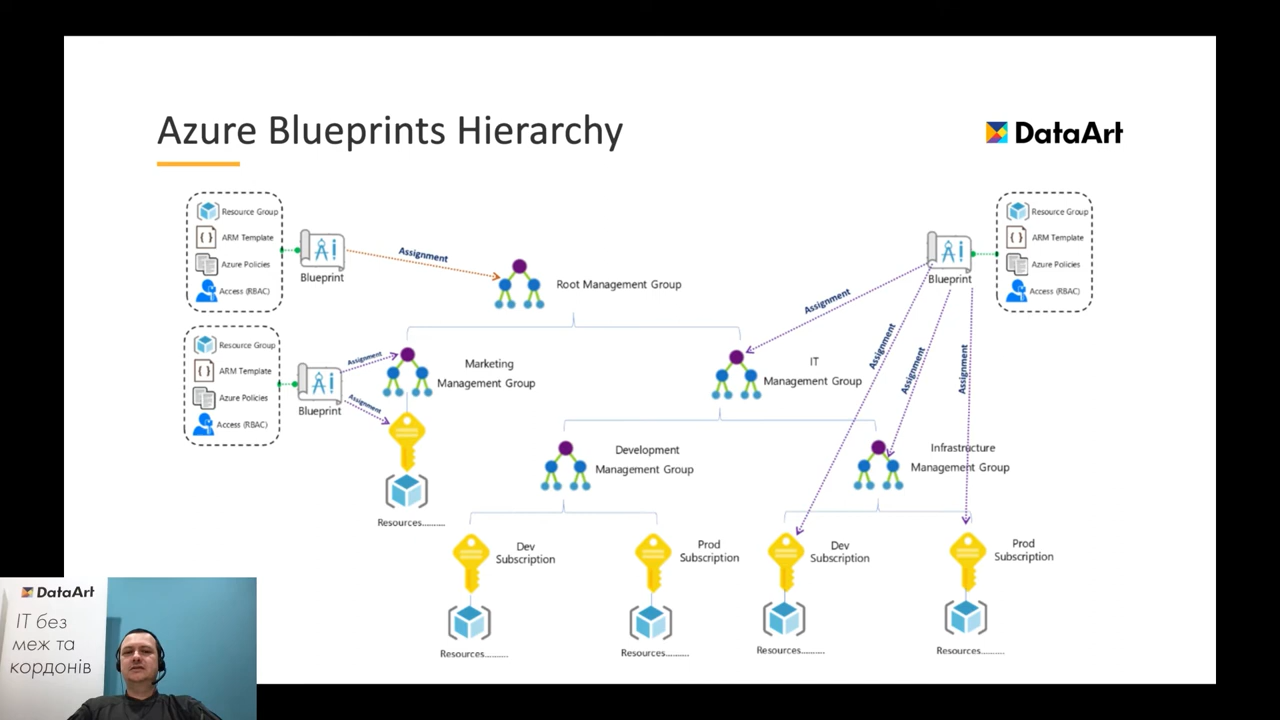 Azure Blueprints Hierarchy
DataArt
Resource Group
ARM Template
Azure Policies
Access (RBAC)
Blueprint
Assignment
Root Management Group
Blueprint
Resource Group
ARM Template
Azure Policies
Access (RBAC)
Assignment
Assignment
Assignment
Assignment
Resource Group
ARM Template
Azure Policies
Access (RBAC)
Blueprint
Assignment
Assignment
Marketing
Management Group
IT
Management Group
Resources..........
Development
Management Group
Infrastructure
Management Group
Dev
Subscription
Prod
Subscription
Dev
Subscription
Prod
Subscription
Resources..........
Resources..........
Resources..........
Resources..........
DataArt
ІТ без
меж та
кордонів